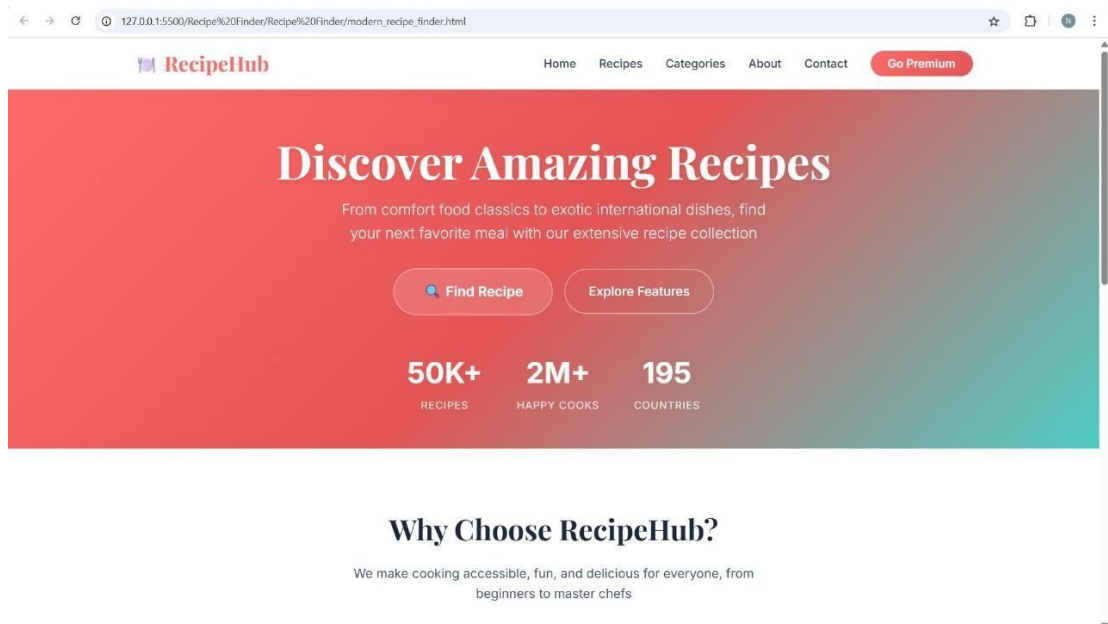 127.0.0.1:5500/Recipe%20Finder/Recipe%20Finder/modern_recipe_finder.html
N
RecipeHub
Home Recipes Categories About Contact Go Premium
Discover Amazing Recipes
From comfort food classics to exotic international dishes, find
your next favorite meal with our extensive recipe collection
Find Recipe Explore Features
50K+ 2M+ 195
RECIPES HAPPY COOKS COUNTRIES
Why Choose RecipeHub?
We make cooking accessible, fun, and delicious for everyone, from
beginners to master chefs